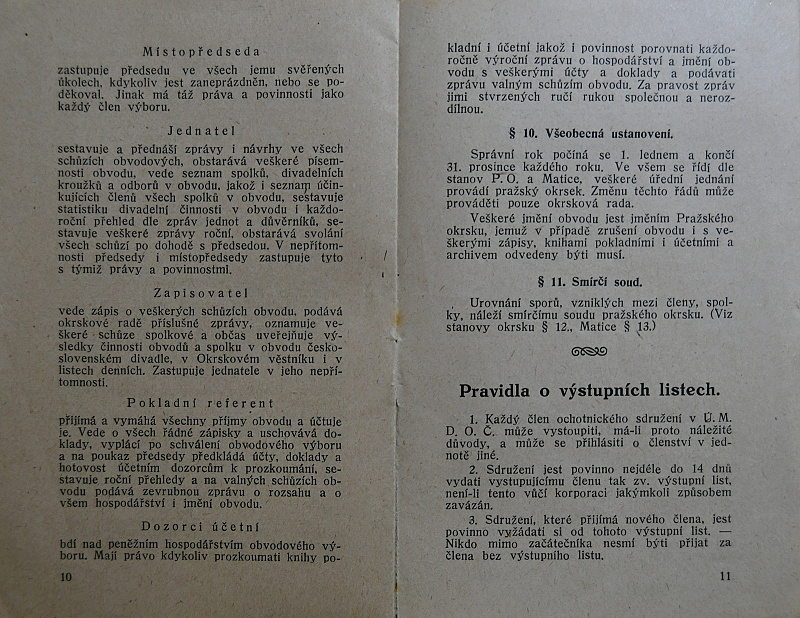 Místopředseda
zastupuje předsedu ve všech jemu svěřených
úkolech, kdykoliv jest zaneprázdněn, nebo se po-
děkoval. Jinak má táž práva a povinnosti jako
každý člen výboru.
Jednatel
sestavuje a přednáší zprávy i návrhy ve všech
schůzích obvodových, obstarává veškeré písem-
nosti obvodu, vede seznam spolků, divadelních
kroužků a odborů v obvodu, jakož i seznam účin-
kujících členů všech spolků v obvodu, sestavuje
statistiku divadelní činnosti v obvodu i každo-
roční přehled dle zpráv jednot a důvěrníků, se-
stavuje veškeré zprávy roční, obstarává svolání
všech schůzí po dohodě s předsedou. V nepřítom-
nosti předsedy i místopředsedy zastupuje tyto
s týmiž právy a povinnostmi.
Zapisovatel
vede zápis o veškerých schůzích obvodu, podává
okrskové radě příslušné zprávy, oznamuje ve-
škeré schůze spolkové a občas uveřejňuje vý-
sledky činnosti obvodů a spolku v obvodu česko-
slovenském divadle, v Okrskovém věstníku i v
listech denních. Zastupuje jednatele v jeho nepří-
tomnosti.
Pokladní referent
přijímá a vymáhá všechny příjmy obvodu a účtuje
je. Vede o všech řádné zápisky a uschovává do-
klady, vyplácí po schválení obvodového výboru
a na poukaz předsedy předkládá účty, doklady a
hotovost účetním dozorcům k prozkoumání, se-
stavuje roční přehledy a na valných schůzích ob-
vodu podává zevrubnou zprávu o rozsahu a o
všem hospodářství i jmění obvodu.
Dozorci účetní
bdí nad peněžním hospodářstvím obvodového vý-
boru. Mají právo kdykoliv prozkoumati knihy po-
10
kladní i účetní jakož i povinnost porovnati každo-
ročně výroční zprávu o hospodářství a jmění ob-
vodu s veškerými účty a doklady a podávati
zprávu valným schůzím obvodu. Za pravost zpráv
jimi stvrzených ručí rukou společnou a neroz-
dílnou.
§ 10. Všeobecná ustanovení.
Správní rok počíná se 1. lednem a končí
31. prosince každého roku. Ve všem se řídí dle
stanov P. O. a Matice, veškeré úřední jednání
provádí pražský okrsek. Změnu těchto řádů může
prováděti pouze okrsková rada.
Veškeré jmění obvodu jest jměním Pražského
okrsku, jemuž v případě zrušení obvodu i s ve-
škerými zápisy, knihami pokladními i účetními a
archivem odvedeny býti musí.
§ 11. Smírčí soud.
Urovnání sporů, vzniklých mezi členy, spol-
ky, náleží smírčímu soudu pražského okrsku. (Viz
stanovy okrsku § 12., Matice § 13.)
Pravidla o výstupních listech.
1. Každý člen ochotnického sdružení v Ú. M.
D. O. Č. může vystoupiti, má-li proto náležité
důvody, a může se přihlásiti o členství v jed-
notě jiné.
2. Sdružení jest povinno nejdéle do 14 dnů
vydati vystupujícímu členu tak zv. výstupní list,
není-li tento vůčí korporaci jakýmkoli způsobem
zavázán.
3. Sdružení, které přijímá nového člena, jest
povinno vyžádati si od tohoto výstupní list. —
Nikdo mimo začátečníka nesmí býti přijat za
člena bez výstupního listu.
11